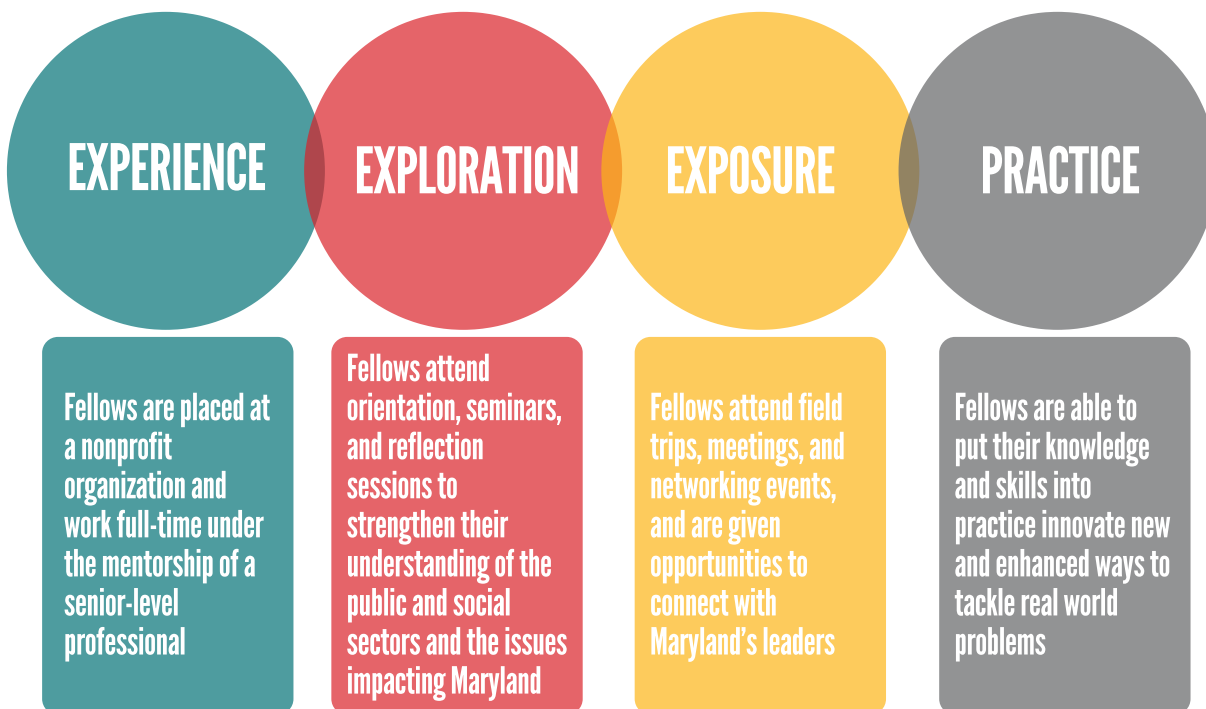 EXPERIENCE
EXPLORATION
EXPOSURE
PRACTICE
Fellows are placed at
a nonprofit
organization and
work full-time under
the mentorship of a
senior-level
professional
Fellows attend
orientation, seminars,
and reflection
sessions to
strengthen their
understanding of the
public and social
sectors and the issues
impacting Maryland
Fellows attend field
trips, meetings, and
networking events,
and are given
opportunities to
connect with
Maryland’s leaders
Fellows are able to
put their knowledge
and skills into
practice innovate new
and enhanced ways to
tackle real world
problems